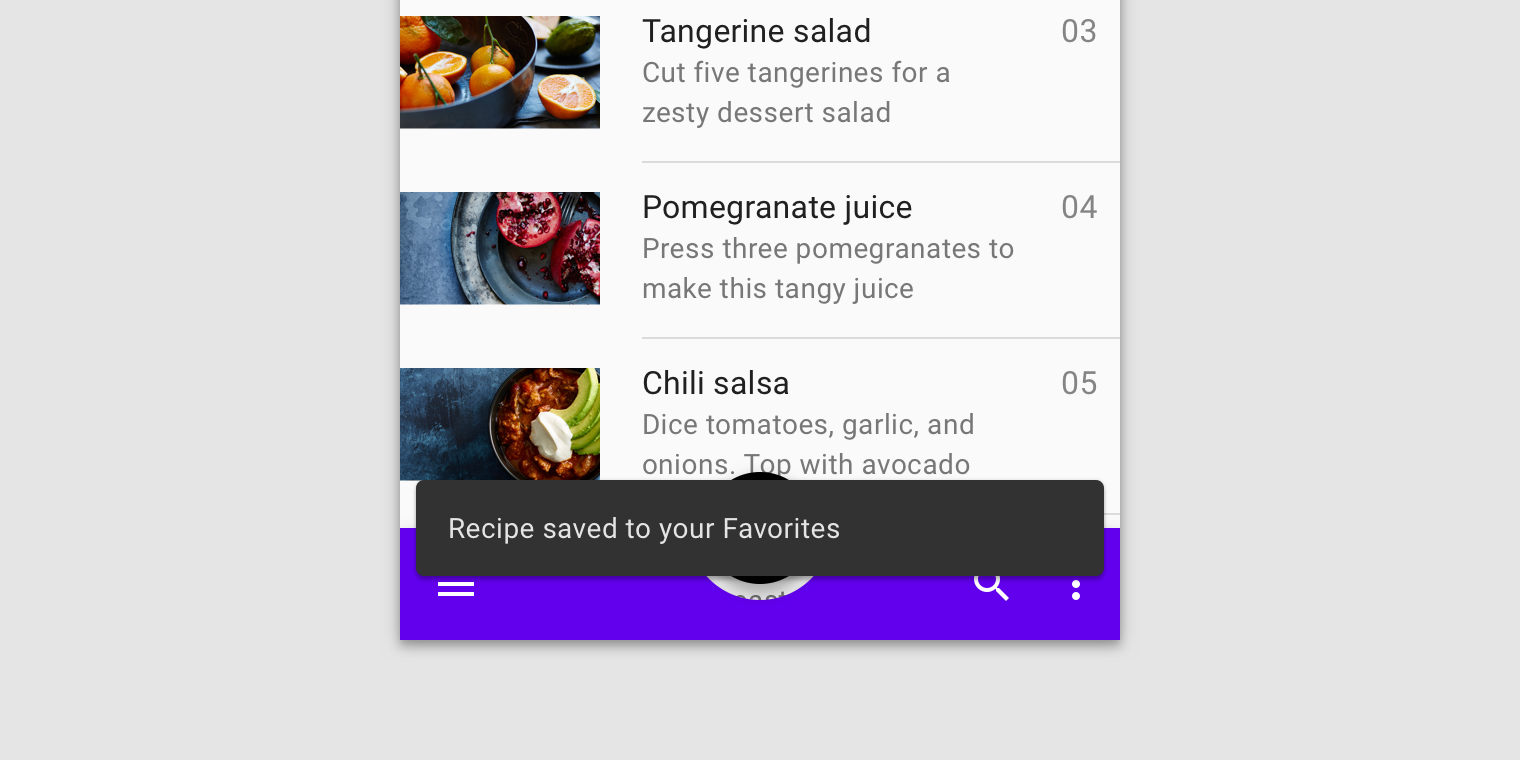 Tangerine salad
03
Cut five tangerines for a
zesty dessert salad
Pomegranate juice
04
Press three pomegranates to
make this tangy juice
Chili salsa
05
Dice tomatoes, garlic, and
onions. Top with avocado
Recipe saved to your Favorites